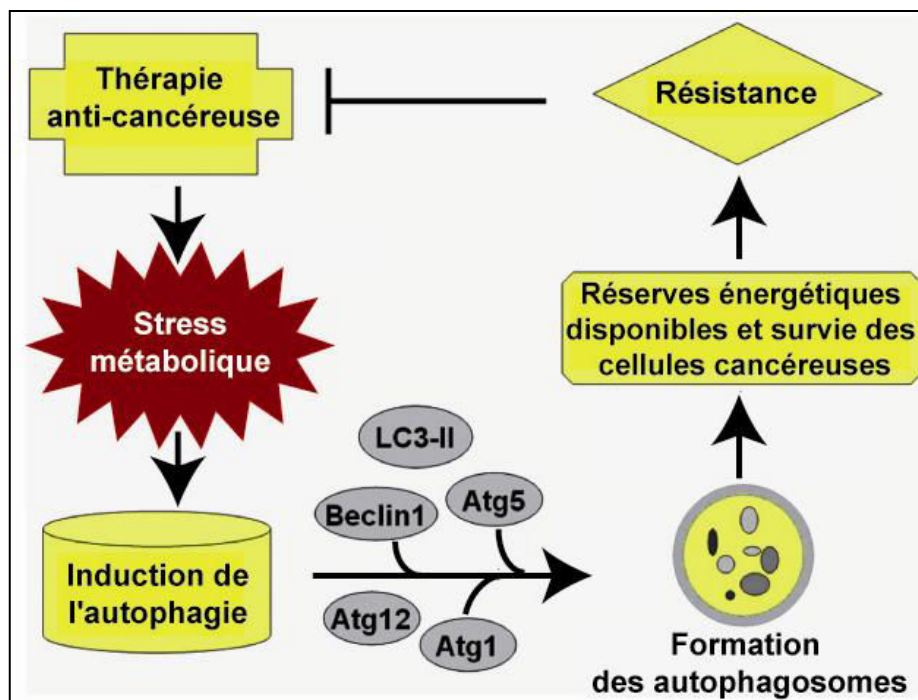 Thérapie
anti-cancéreuse
Résistance
Stress
métabolique
Réserves énergétiques
disponibles et survie des
cellules cancéreuses
LC3-II
Beclin1
Atg5
Induction de
l'autophagie
Atg12
Atg1
Formation
des autophagosomes